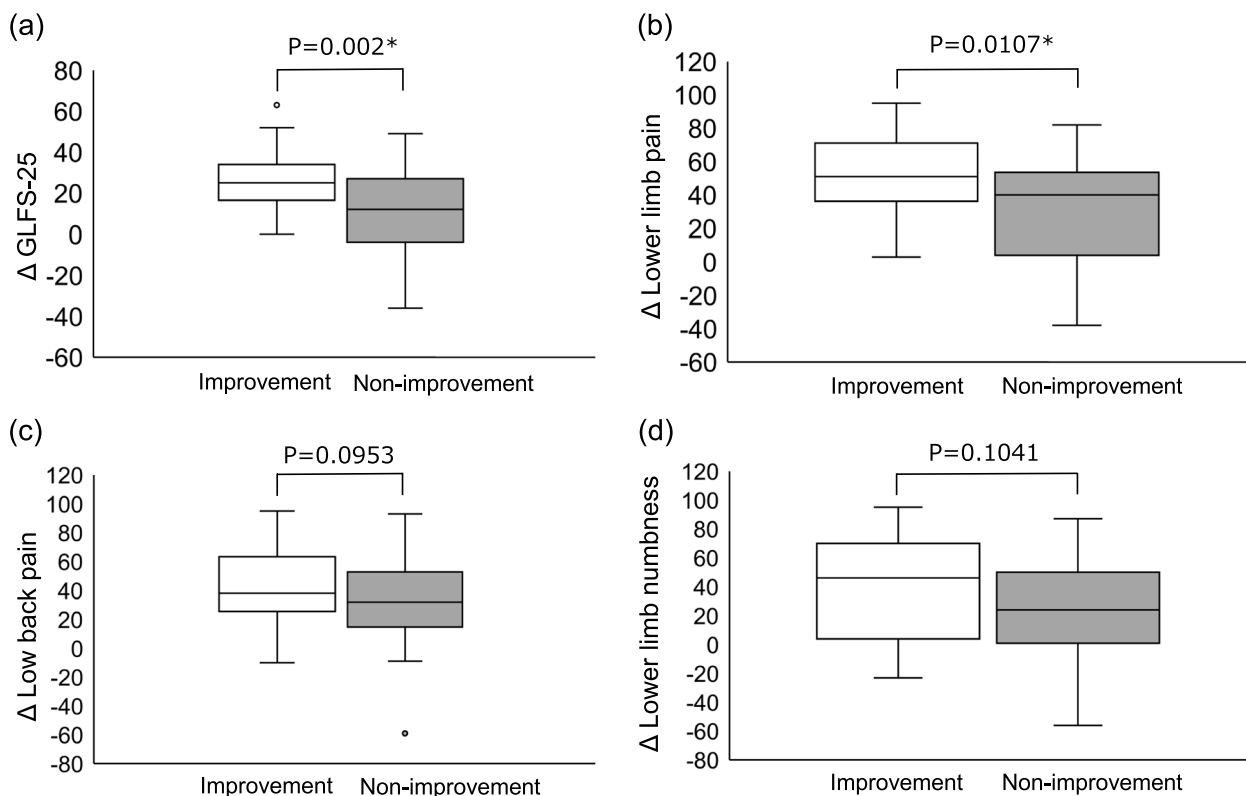 (a)
P=0.002*
80
60
40
20
0
-20
-40
-60
Δ GLFS-25
Improvement Non-improvement
(b)
P=0.0107*
120
100
80
60
40
20
0
-20
-40
-60
Δ Lower limb pain
Improvement Non-improvement
(c)
P=0.0953
120
100
80
60
40
20
0
-20
-40
-60
-80
Δ Low back pain
Improvement Non-improvement
(d)
P=0.1041
120
100
80
60
40
20
0
-20
-40
-60
-80
Δ Lower limb numbness
Improvement Non-improvement